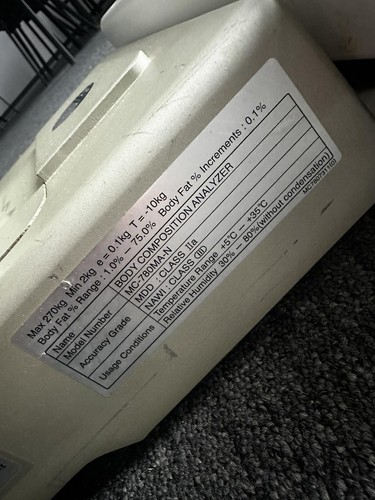 Max 270kg Min 2kg e = 0.1kg T = -10kg
Body Fat % Range : 1.0% - 75.0% Body Fat % Increments : 0.1%
Name BODY COMPOSITION ANALYZER
Model Number MC-780MA-N
Accuracy Grade MDD - CLASS IIa
NAWI - CLASS III
Usage Conditions Temperature Range +5°C ~ +35°C
Relative Humidity 30% ~ 80% (without condensation)